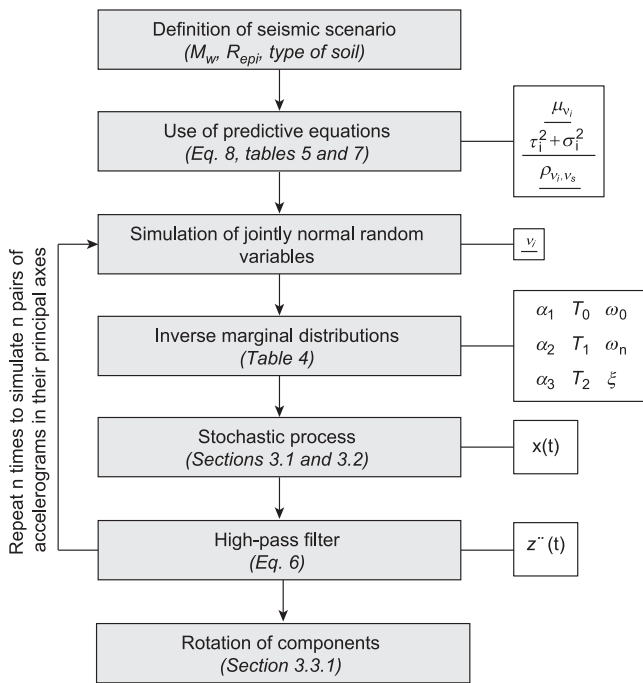 Definition of seismic scenario
(Mw, Repi, type of soil)
Use of predictive equations
(Eq. 8, tables 5 and 7)
μνi
τi²+σi²
ρνi,νs
Simulation of jointly normal random
variables
νi
Repeat n times to simulate n pairs of
accelerograms in their principal axes
Inverse marginal distributions
(Table 4)
α1 T0 ω0
α2 T1 ωn
α3 T2 ξ
Stochastic process
(Sections 3.1 and 3.2)
x(t)
High-pass filter
(Eq. 6)
z¨(t)
Rotation of components
(Section 3.3.1)